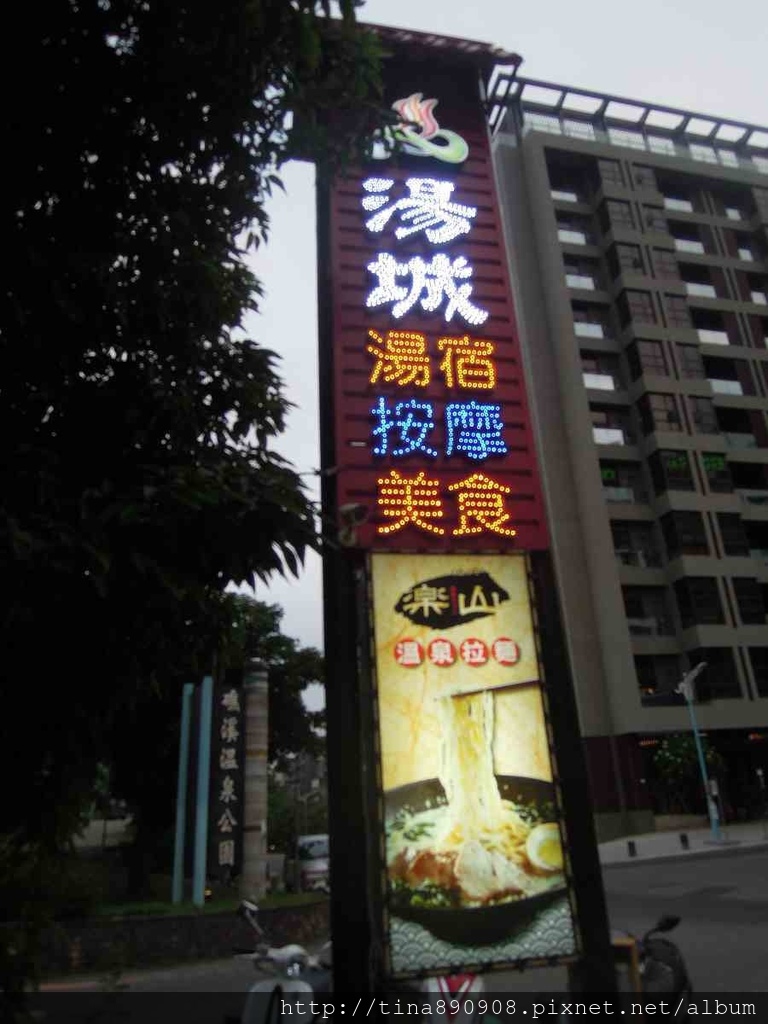 湯城
湯宿
按摩
美食
楽山
溫泉拉麵
礁溪溫泉公園
http://tina890908.pixnet.net/album